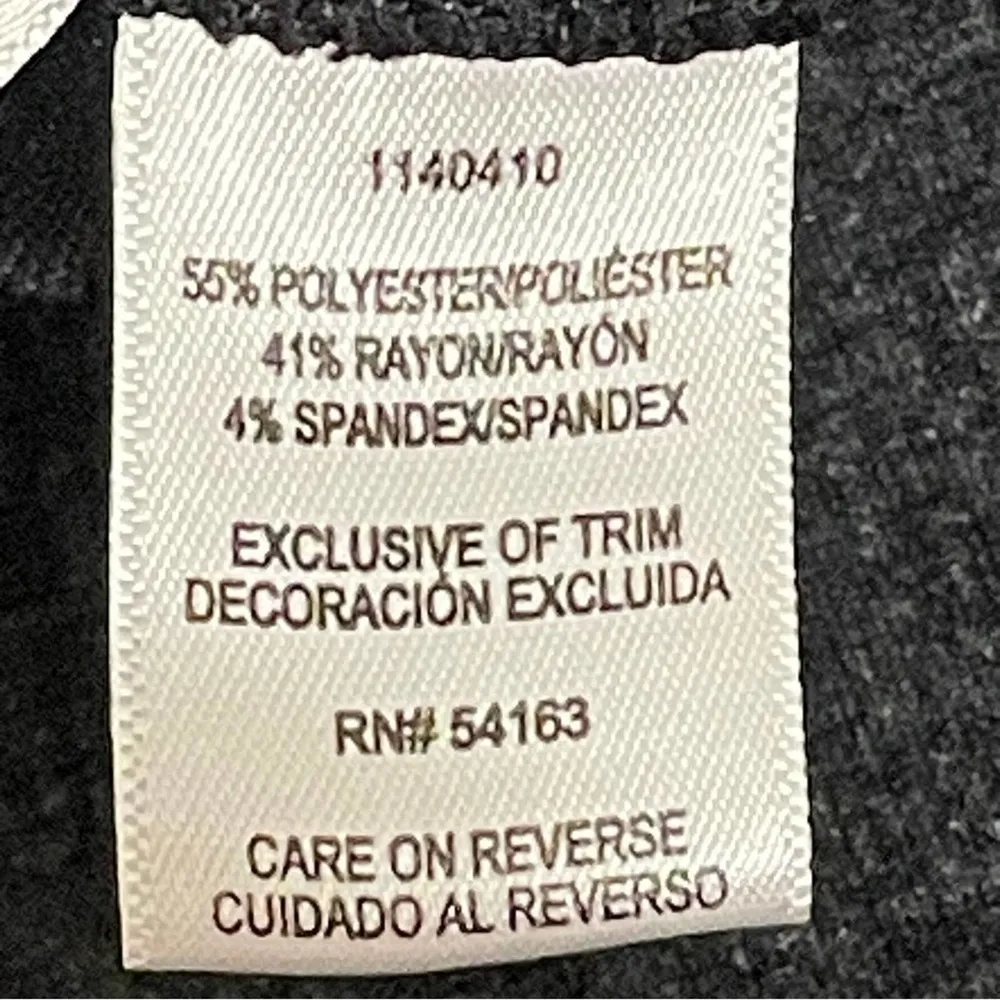 1140410
55% POLYESTER/POLIÉSTER
41% RAYON/RAYÓN
4% SPANDEX/SPANDEX
EXCLUSIVE OF TRIM
DECORACIÓN EXCLUIDA
RN# 54163
CARE ON REVERSE
CUIDADO AL REVERSO